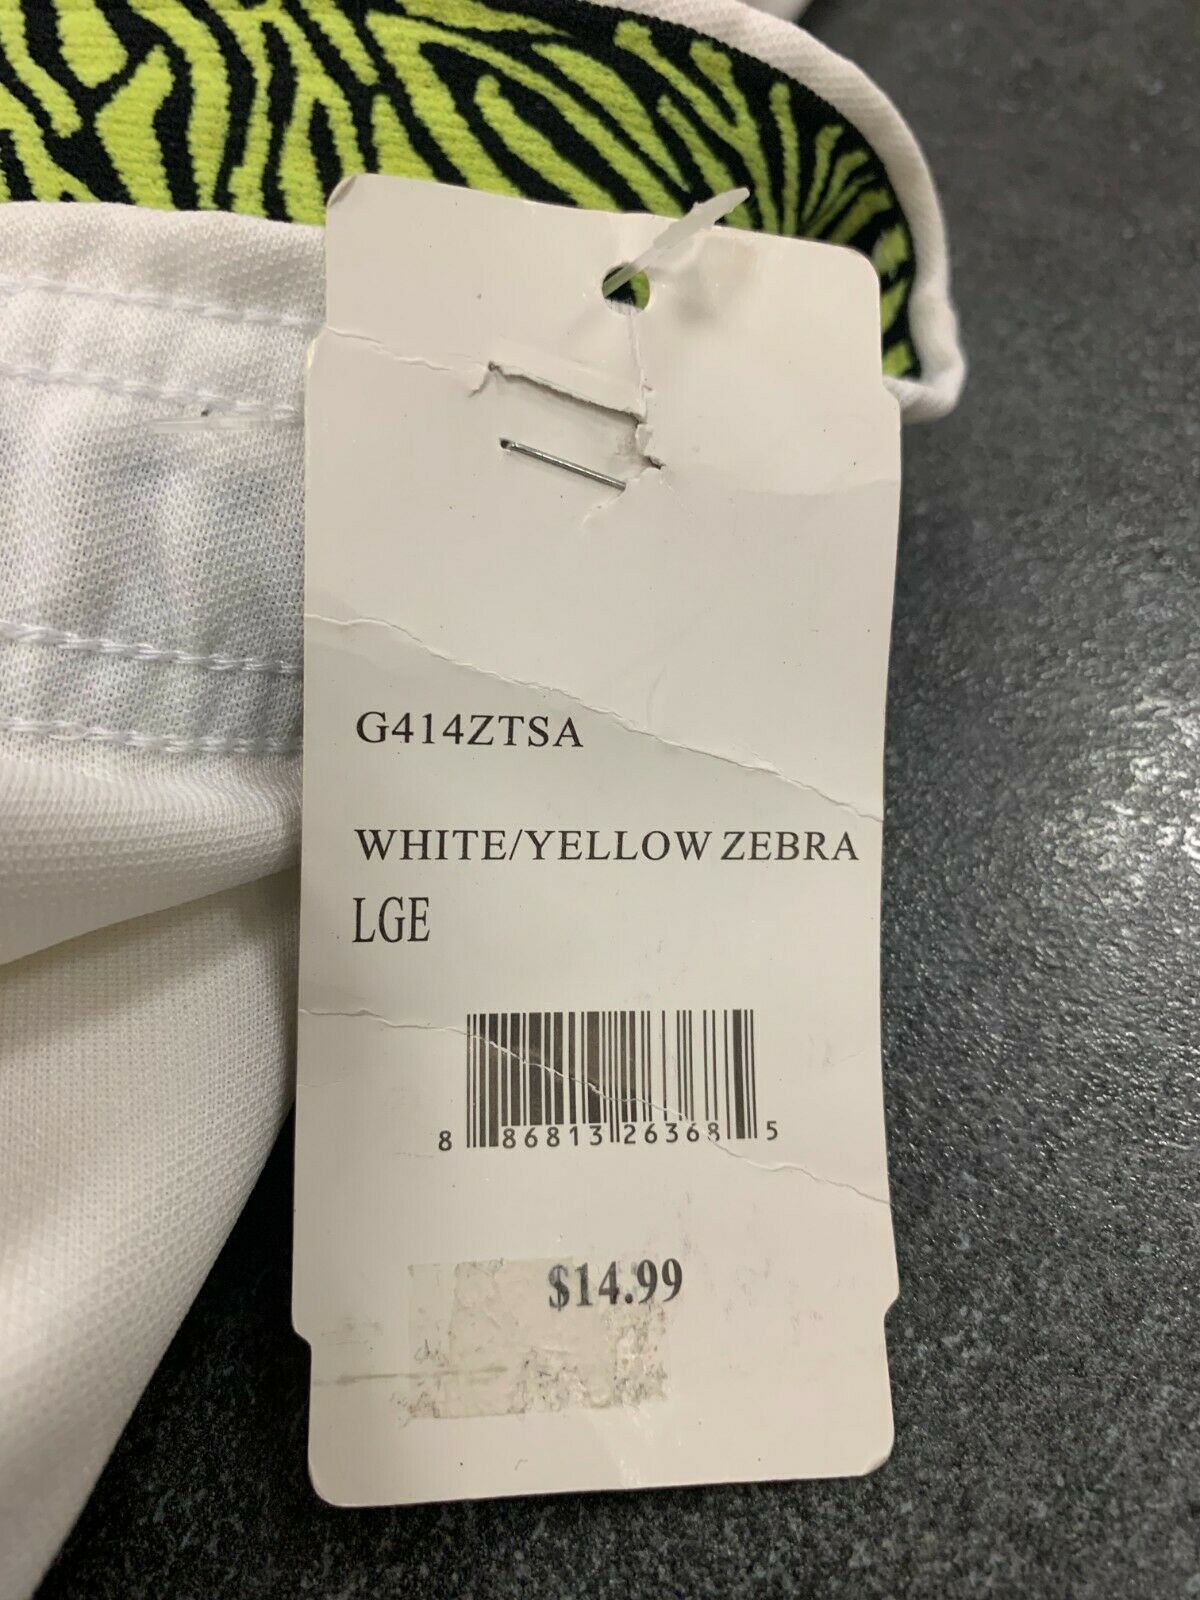 G414ZTSA
WHITE/YELLOW ZEBRA
LGE
8 86813 26368 5
$14.99